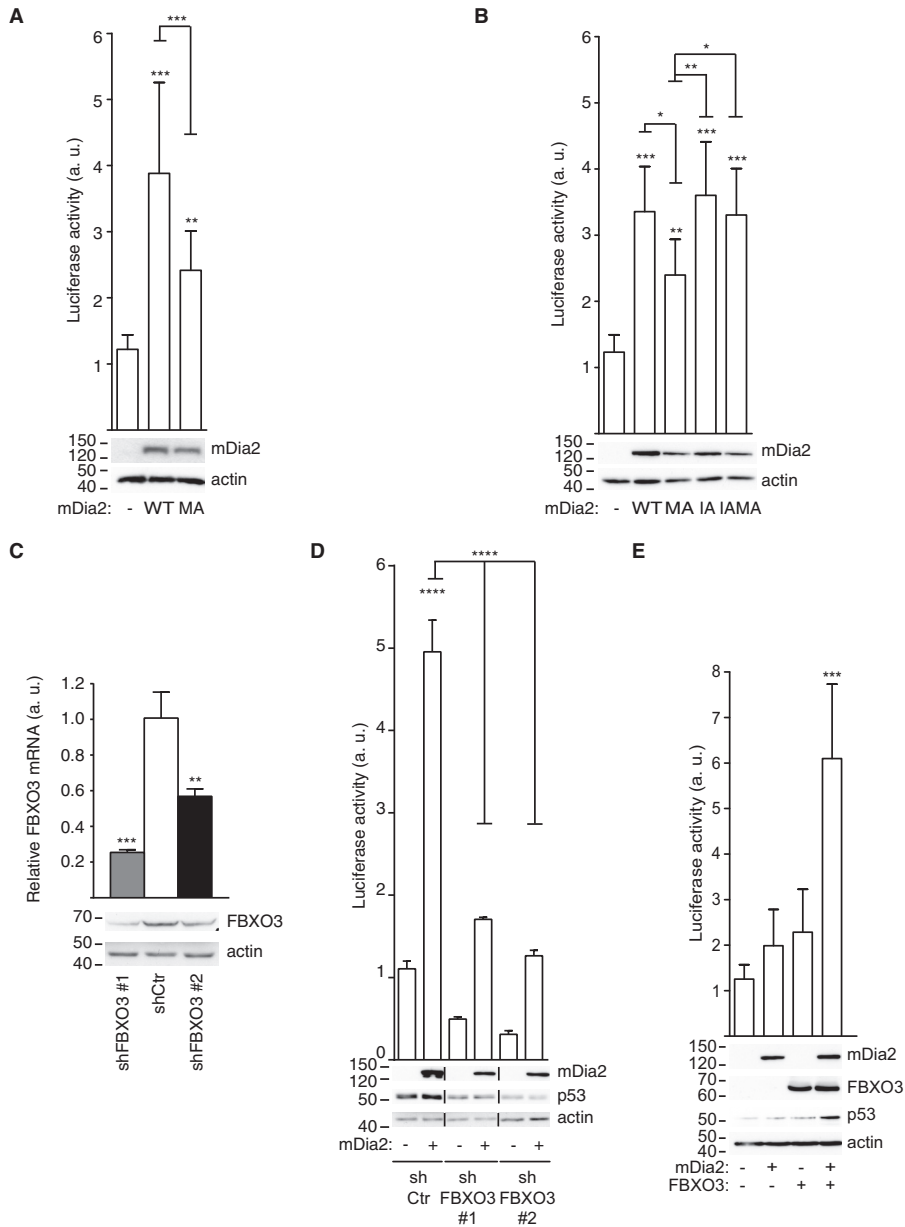 A
***
6
***
5
4
**
3
2
1
Luciferase activity (a. u.)
150
120
mDia2
50
40
actin
mDia2: - WT MA
B
*
6
**
5
*
***
***
***
4
**
3
2
1
Luciferase activity (a. u.)
150
120
mDia2
50
40
actin
mDia2: - WT MA IA IAMA
C
1.2
1.0
0.8
0.6
0.4
0.2
Relative FBXO3 mRNA (a. u.)
***
**
70
FBXO3
50
40
actin
shFBXO3 #1
shCtr
shFBXO3 #2
D
****
6
****
5
4
3
2
1
0
Luciferase activity (a. u.)
150
120
mDia2
50
p53
40
actin
mDia2: - + - + - +
sh sh sh
Ctr FBXO3 FBXO3
#1 #2
E
8
***
7
6
5
4
3
2
1
Luciferase activity (a. u.)
150
120
mDia2
70
60
FBXO3
50
p53
50
40
actin
mDia2: - + - +
FBXO3: - - + +